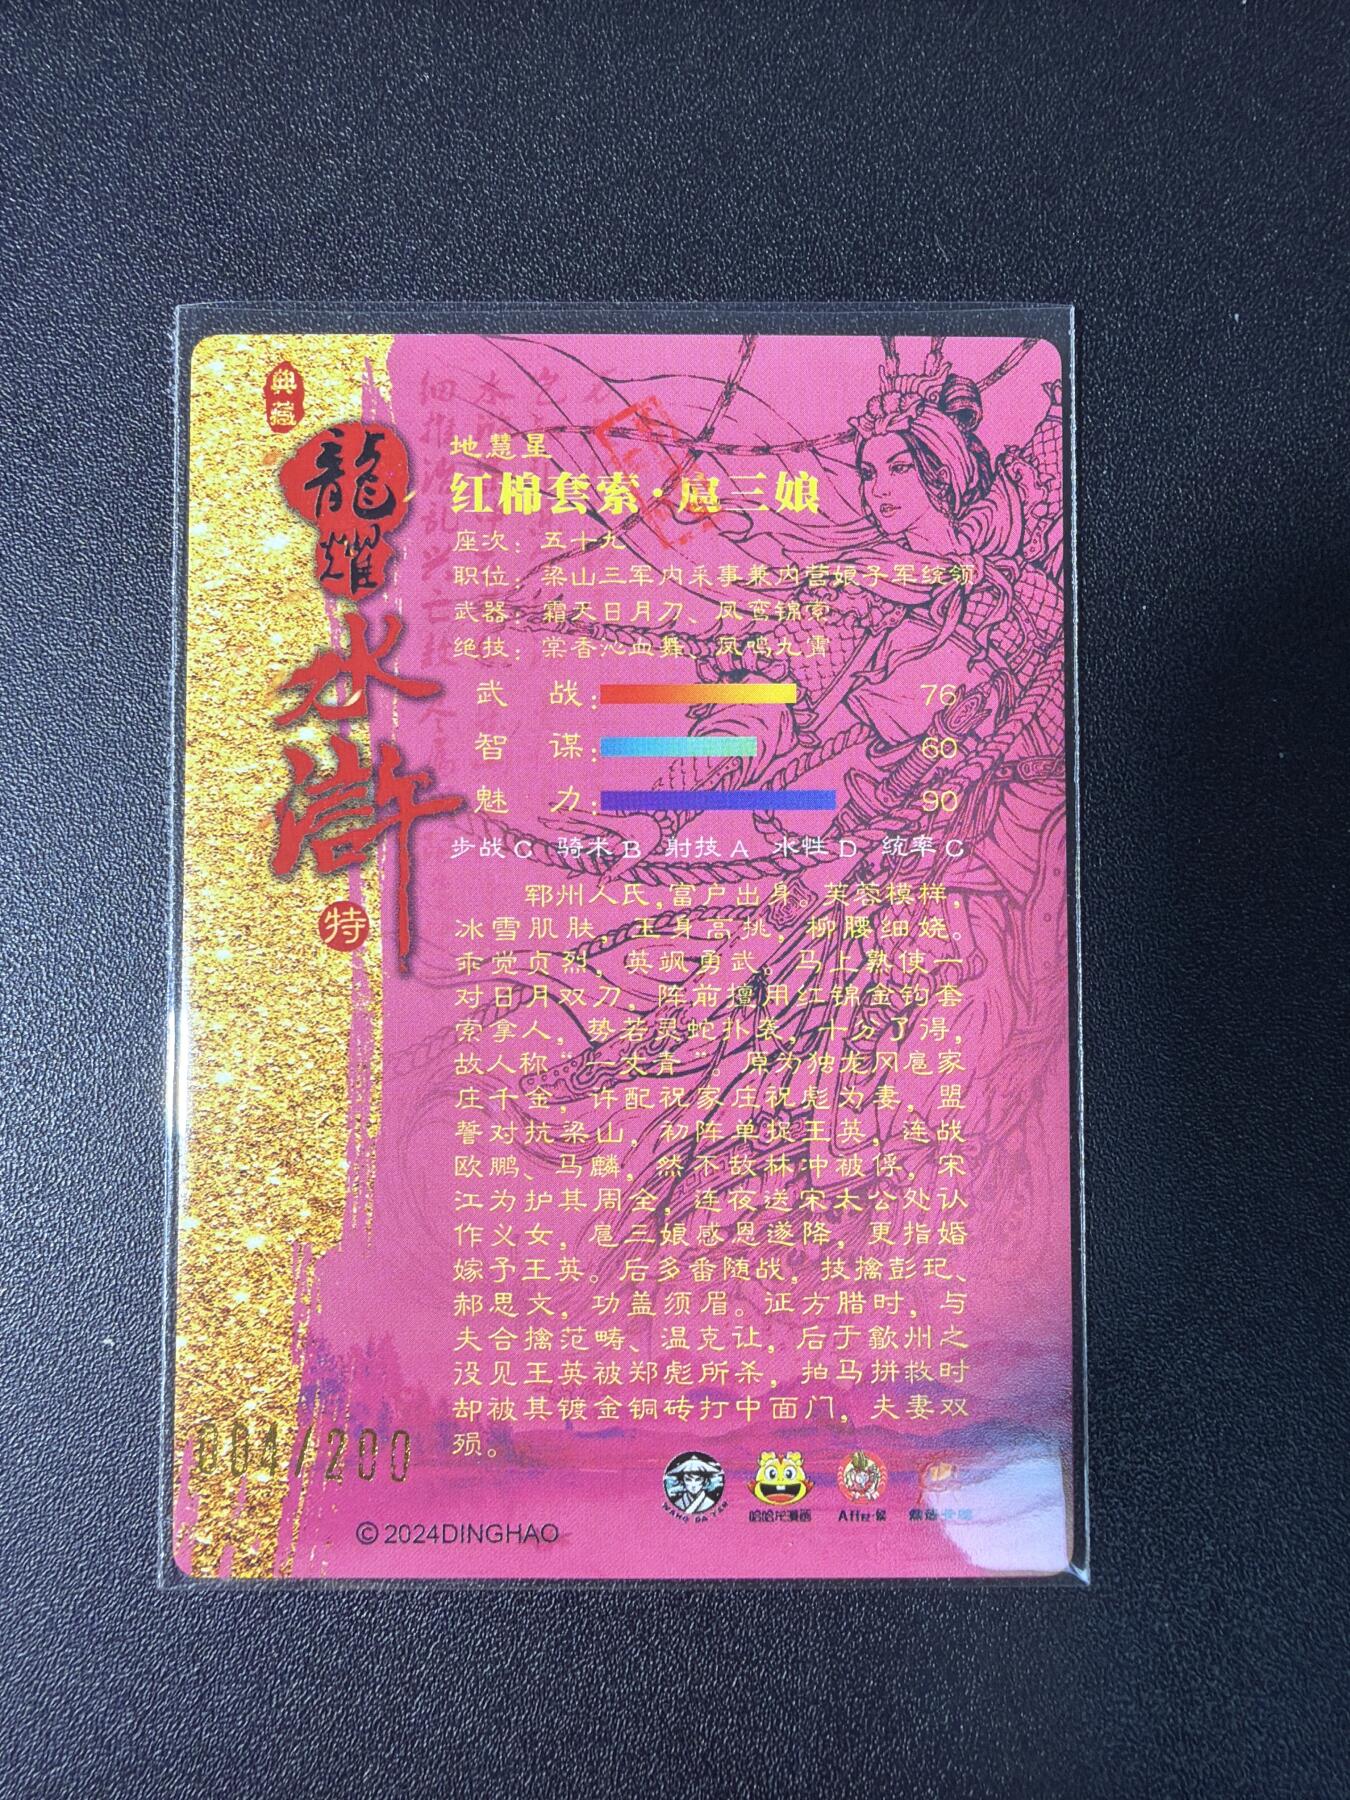 典藏
龍耀
水浒
特
地慧星
红棉套索·扈三娘
座次：五十九
职位：梁山三军内采事兼内营娘子军统领
武器：霜天日月刀、凤鸾锦索
绝技：棠香沁血舞、凤鸣九霄
武 战： 76
智 谋： 60
魅 力： 90
步战C 骑术B 射技A 水性D 统率C
郓州人氏，富户出身。芙蓉模样，
冰雪肌肤，玉身高挑，柳腰细娆。
乖觉贞烈，英飒勇武。马上熟使一
对日月双刀，阵前擅用红锦金钩套
索拿人，势若灵蛇扑袭，十分了得，
故人称“一丈青”。原为独龙冈扈家
庄千金，许配祝家庄祝彪为妻，盟
誓对抗梁山，初阵单捉王英，连战
欧鹏、马麟，然不敌林冲被俘，宋
江为护其周全，连夜送宋太公处认
作义女，扈三娘感恩遂降，更指婚
嫁予王英。后多番随战，技擒彭玘、
郝思文，功盖须眉。征方腊时，与
夫合擒范畴、温克让，后于歙州之
役见王英被郑彪所杀，拍马拼救时
却被其镀金铜砖打中面门，夫妻双
殒。
004/200
WANG DA YAN
哈哈龙漫画
©2024DINGHAO